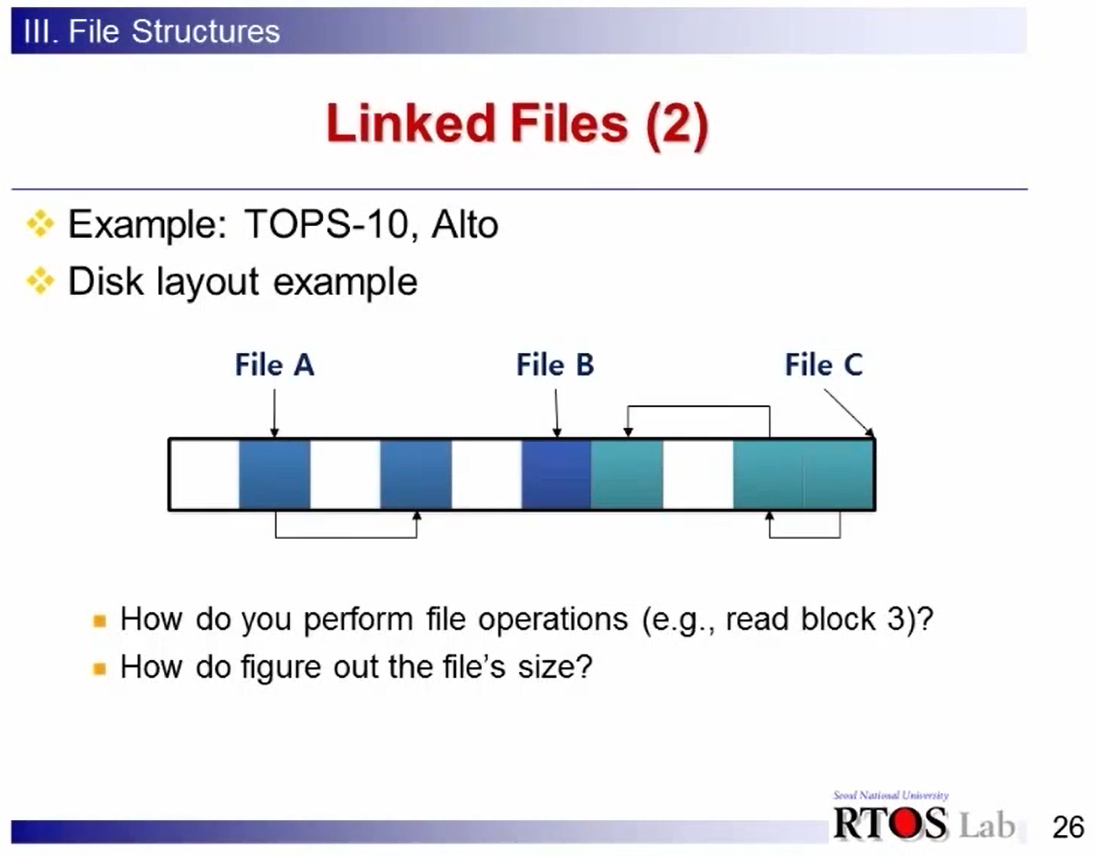 III. File Structures
Linked Files (2)
Example: TOPS-10, Alto
Disk layout example
File A File B File C
How do you perform file operations (e.g., read block 3)?
How do figure out the file's size?
Seoul National University
RTOS Lab 26